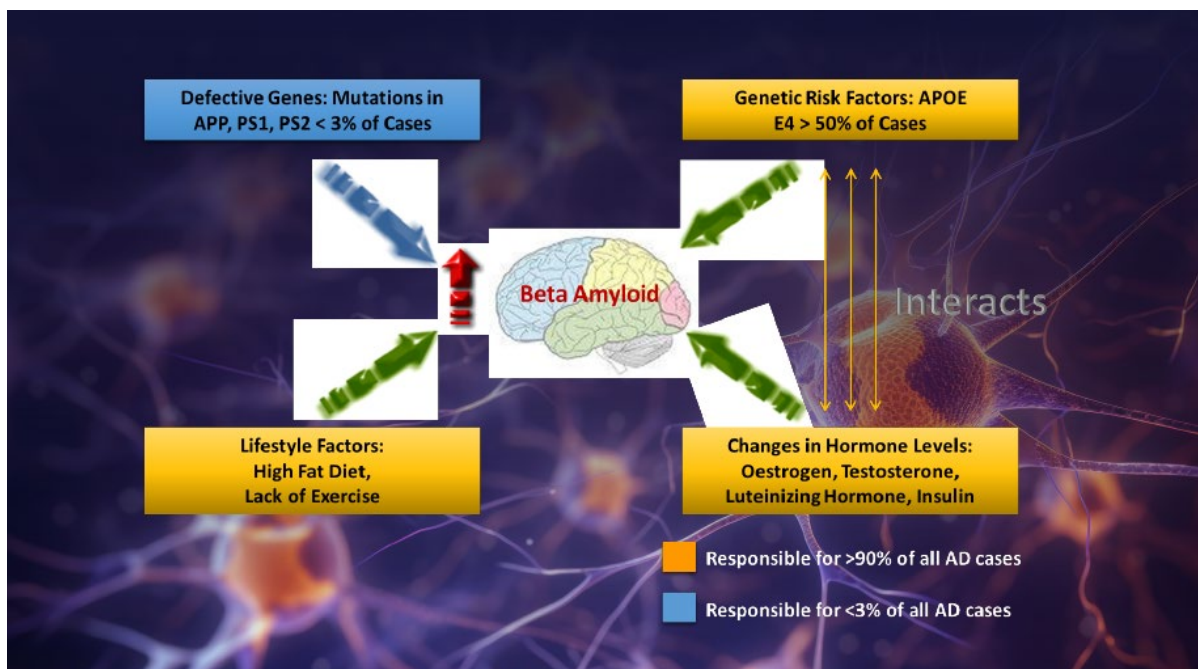 Defective Genes: Mutations in
APP, PS1, PS2 < 3% of Cases
Genetic Risk Factors: APOE
E4 > 50% of Cases
Beta Amyloid
Interacts
Lifestyle Factors:
High Fat Diet,
Lack of Exercise
Changes in Hormone Levels:
Oestrogen, Testosterone,
Luteinizing Hormone, Insulin
Responsible for >90% of all AD cases
Responsible for <3% of all AD cases